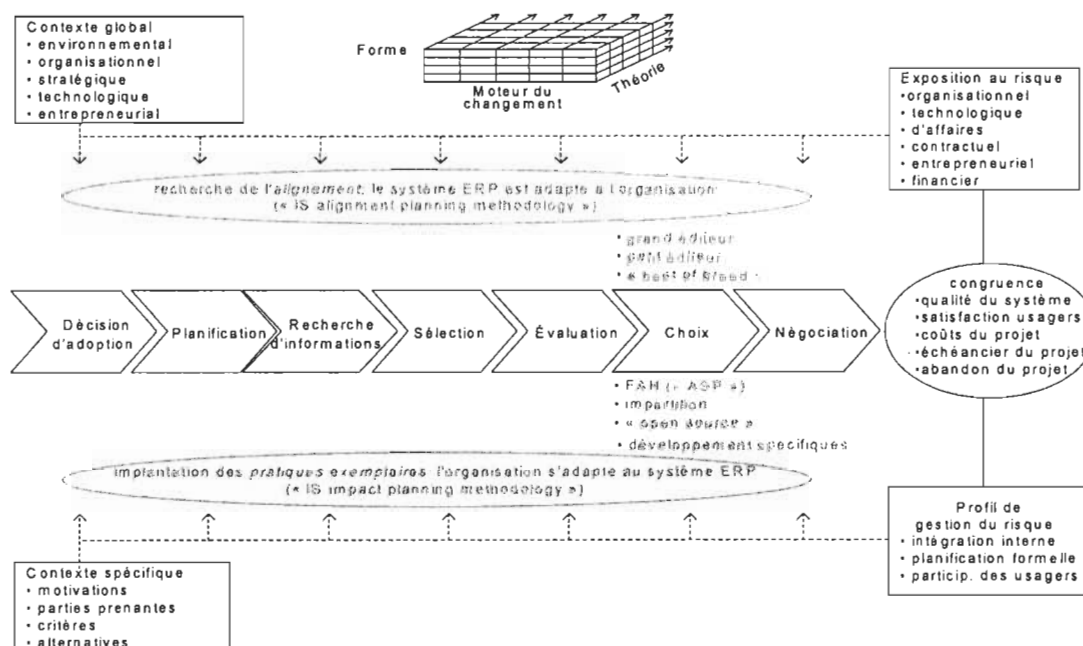 Contexte global
• environnemental
• organisationnel
• stratégique
• technologique
• entrepreneurial
Forme
Moteur du
changement
Théorie
Exposition au risque
•organisationnel
• technologique
• d'affaires
• contractuel
• entrepreneuriel
• financier
recherche de l'alignement: le système ERP est adapté à l'organisation
(« IS alignment planning methodology »)
• grand éditeur
• petit éditeur
• « best of breed »
Décision
d'adoption
Planification
Recherche
d'informations
Sélection
Évaluation
Choix
Négociation
congruence
•qualité du système
•satisfaction usagers
•coûts du projet
•échéancier du projet
•abandon du projet
• FAH (« ASP »)
• impartition
• « open source »
• développement spécifiques
implantation des pratiques exemplaires: l'organisation s'adapte au système ERP
(« IS impact planning methodology »)
Profil de
gestion du risque
• intégration interne
• planification formelle
• particip. des usagers
Contexte spécifique
• motivations
• parties prenantes
• critères
• alternatives